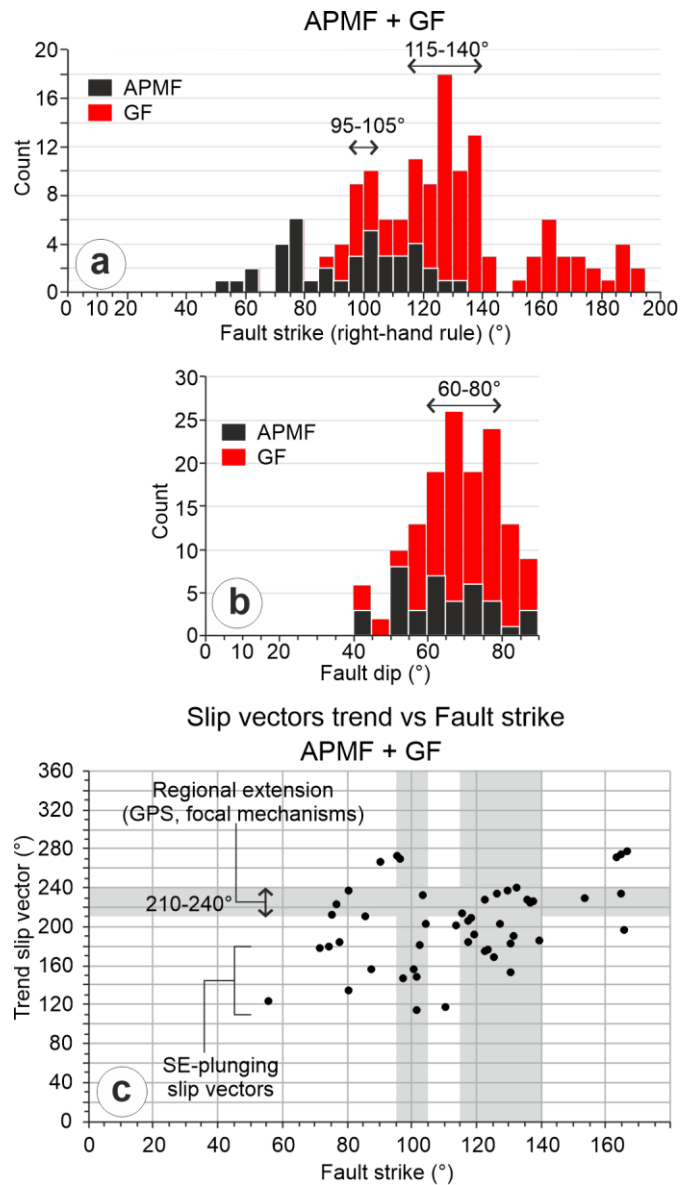 APMF + GF
115-140°
APMF
GF
95-105°
20
16
12
8
4
0
Count
a
0 10 20 40 60 80 100 120 140 160 180 200
Fault strike (right-hand rule) (°)
60-80°
APMF
GF
30
25
20
15
10
5
0
Count
b
0 10 20 40 60 80
Fault dip (°)
Slip vectors trend vs Fault strike
APMF + GF
360
320
280
240
200
160
120
80
40
0
Trend slip vector (°)
Regional extension
(GPS, focal mechanisms)
210-240°
SE-plunging
slip vectors
c
0 20 40 60 80 100 120 140 160
Fault strike (°)